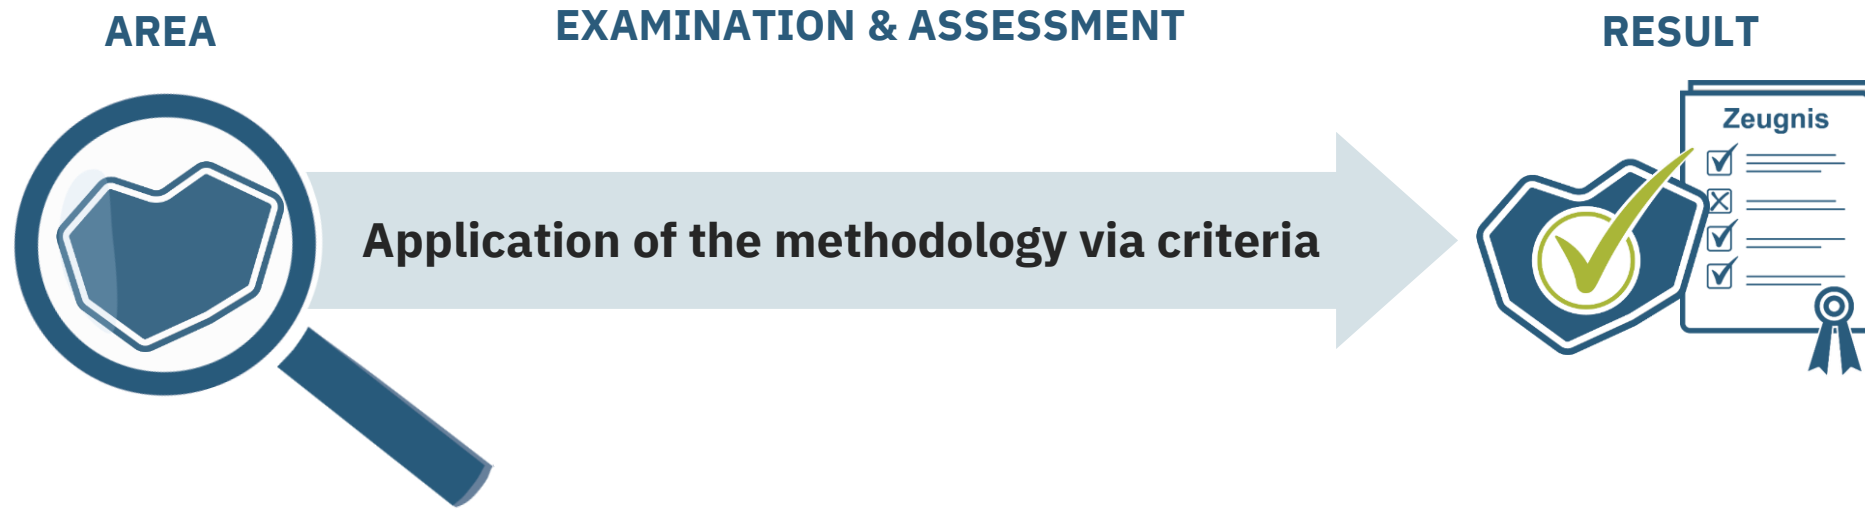 AREA
EXAMINATION & ASSESSMENT
RESULT
Application of the methodology via criteria
Zeugnis